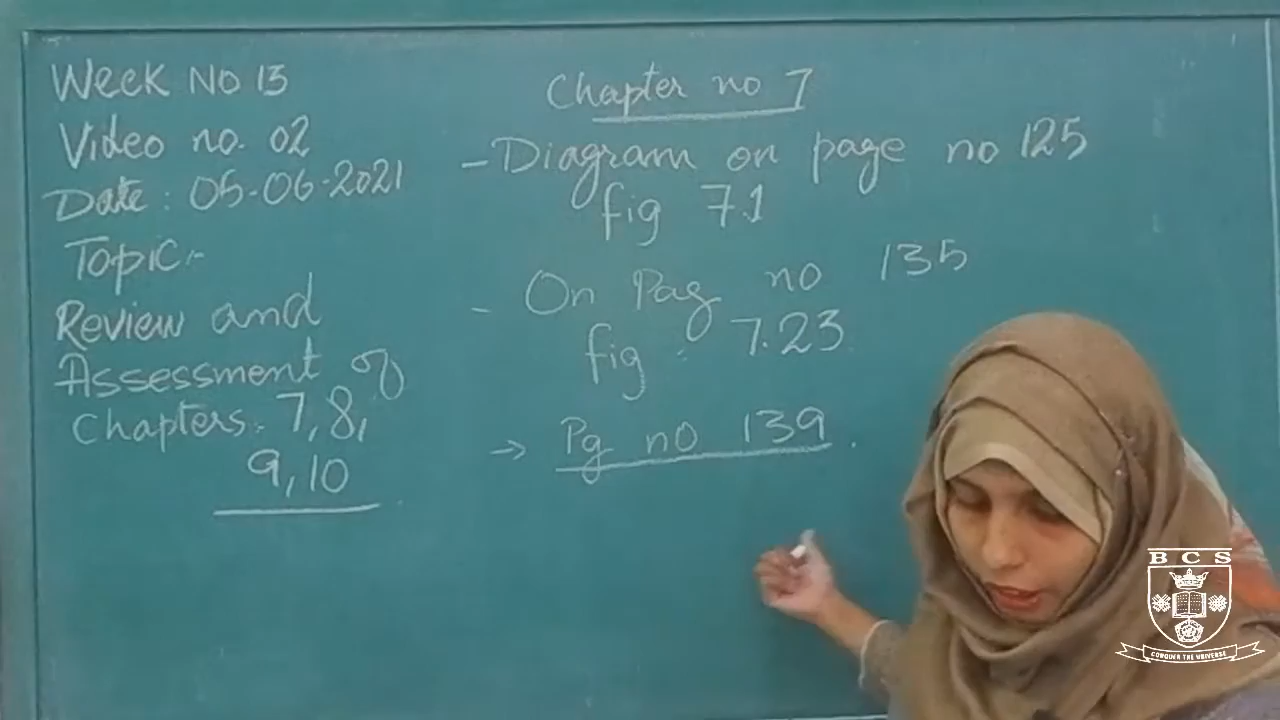 Week No 13
Video no. 02
Date : 05-06-2021
Topic:-
Review and
Assessment of
Chapters: 7,8,
9,10
Chapter no 7
- Diagram on page no 125
fig 7.1
- On Pag no 135
fig : 7.23
→ Pg no 139.
BCS
CONQUER THE UNIVERSE